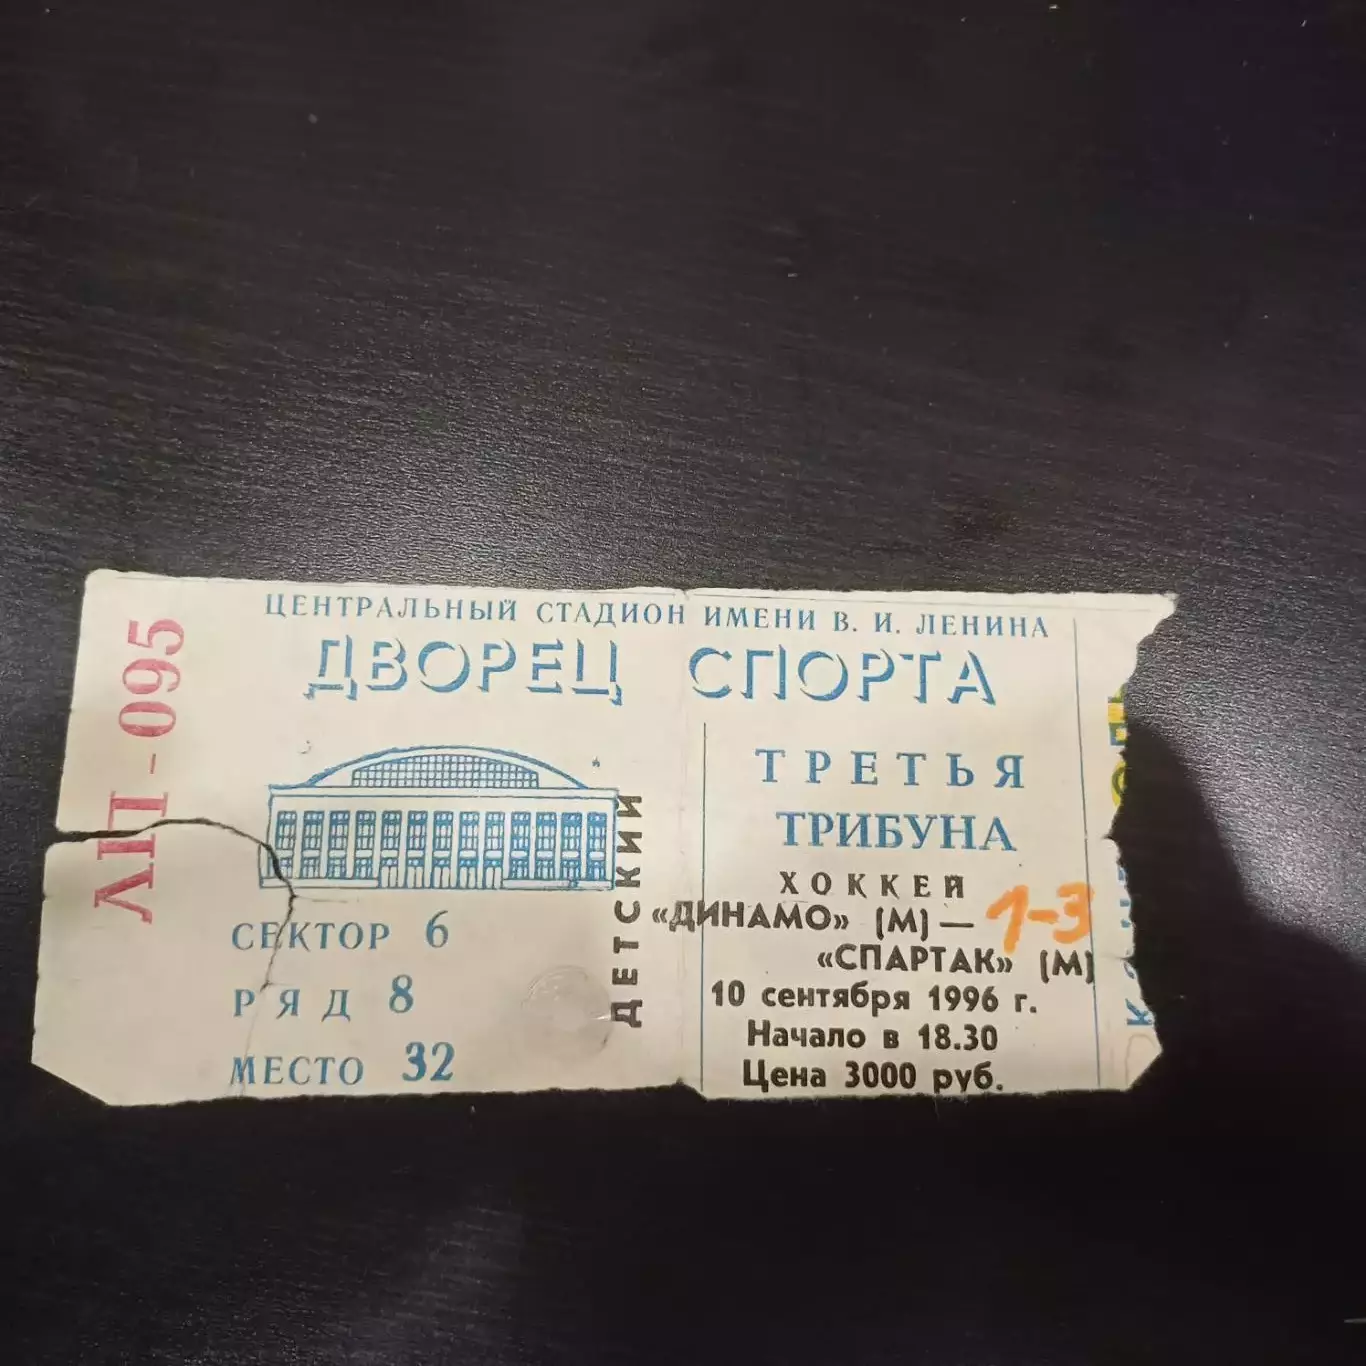 ЛП-095
ЦЕНТРАЛЬНЫЙ СТАДИОН ИМЕНИ В. И. ЛЕНИНА
ДВОРЕЦ СПОРТА
СЕКТОР 6
РЯД 8
МЕСТО 32
ДЕТСКИЙ
ТРЕТЬЯ
ТРИБУНА
ХОККЕЙ
«ДИНАМО» (М) — 1-3
«СПАРТАК» (М)
10 сентября 1996 г.
Начало в 18.30
Цена 3000 руб.